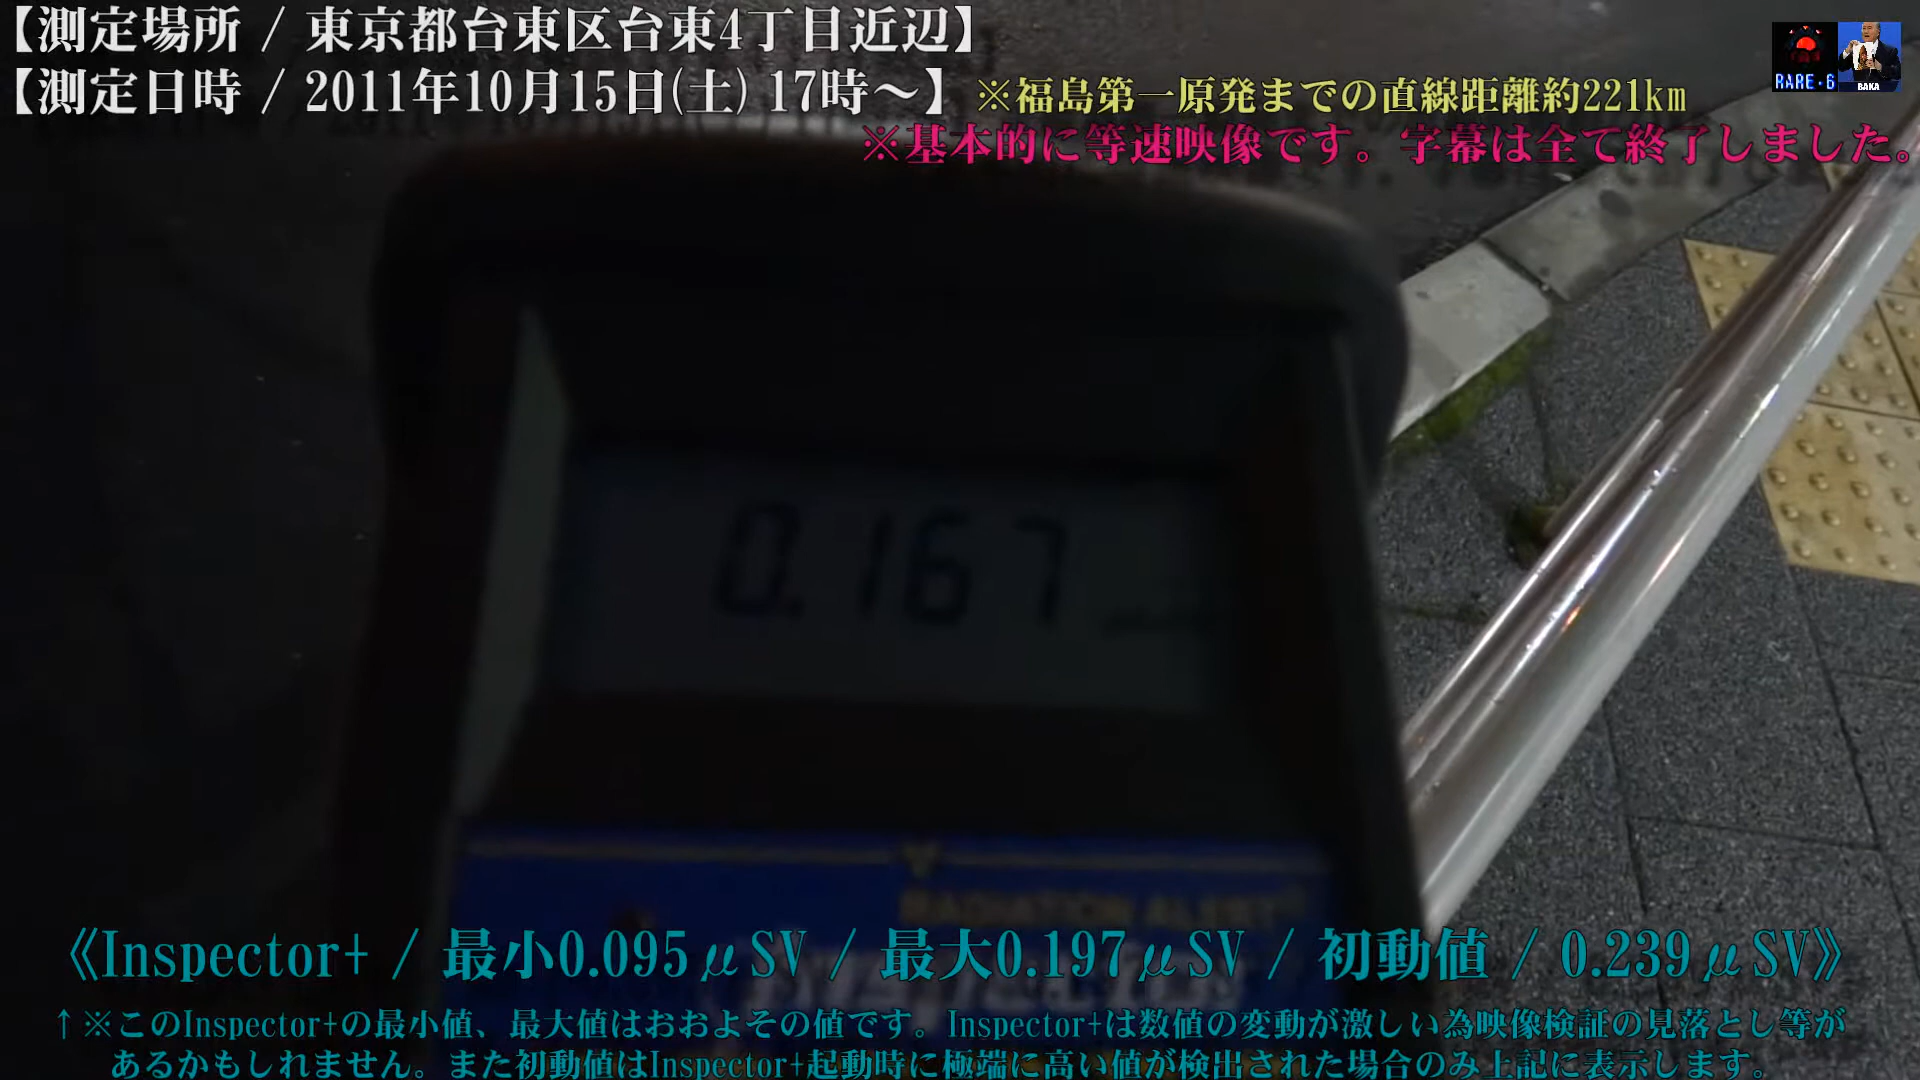 【測定場所 / 東京都台東区台東4丁目近辺】
【測定日時 / 2011年10月15日(土) 17時～】
※福島第一原発までの直線距離約221km
※基本的に等速映像です。字幕は全て終了しました。
RARE・6
BAKA
0.167
RADIATION ALERT
《Inspector+ / 最小0.095μSV / 最大0.197μSV / 初動値 / 0.239μSV》
↑※このInspector+の最小値、最大値はおおよその値です。Inspector+は数値の変動が激しい為映像検証の見落とし等が
あるかもしれません。また初動値はInspector+起動時に極端に高い値が検出された場合のみ上記に表示します。